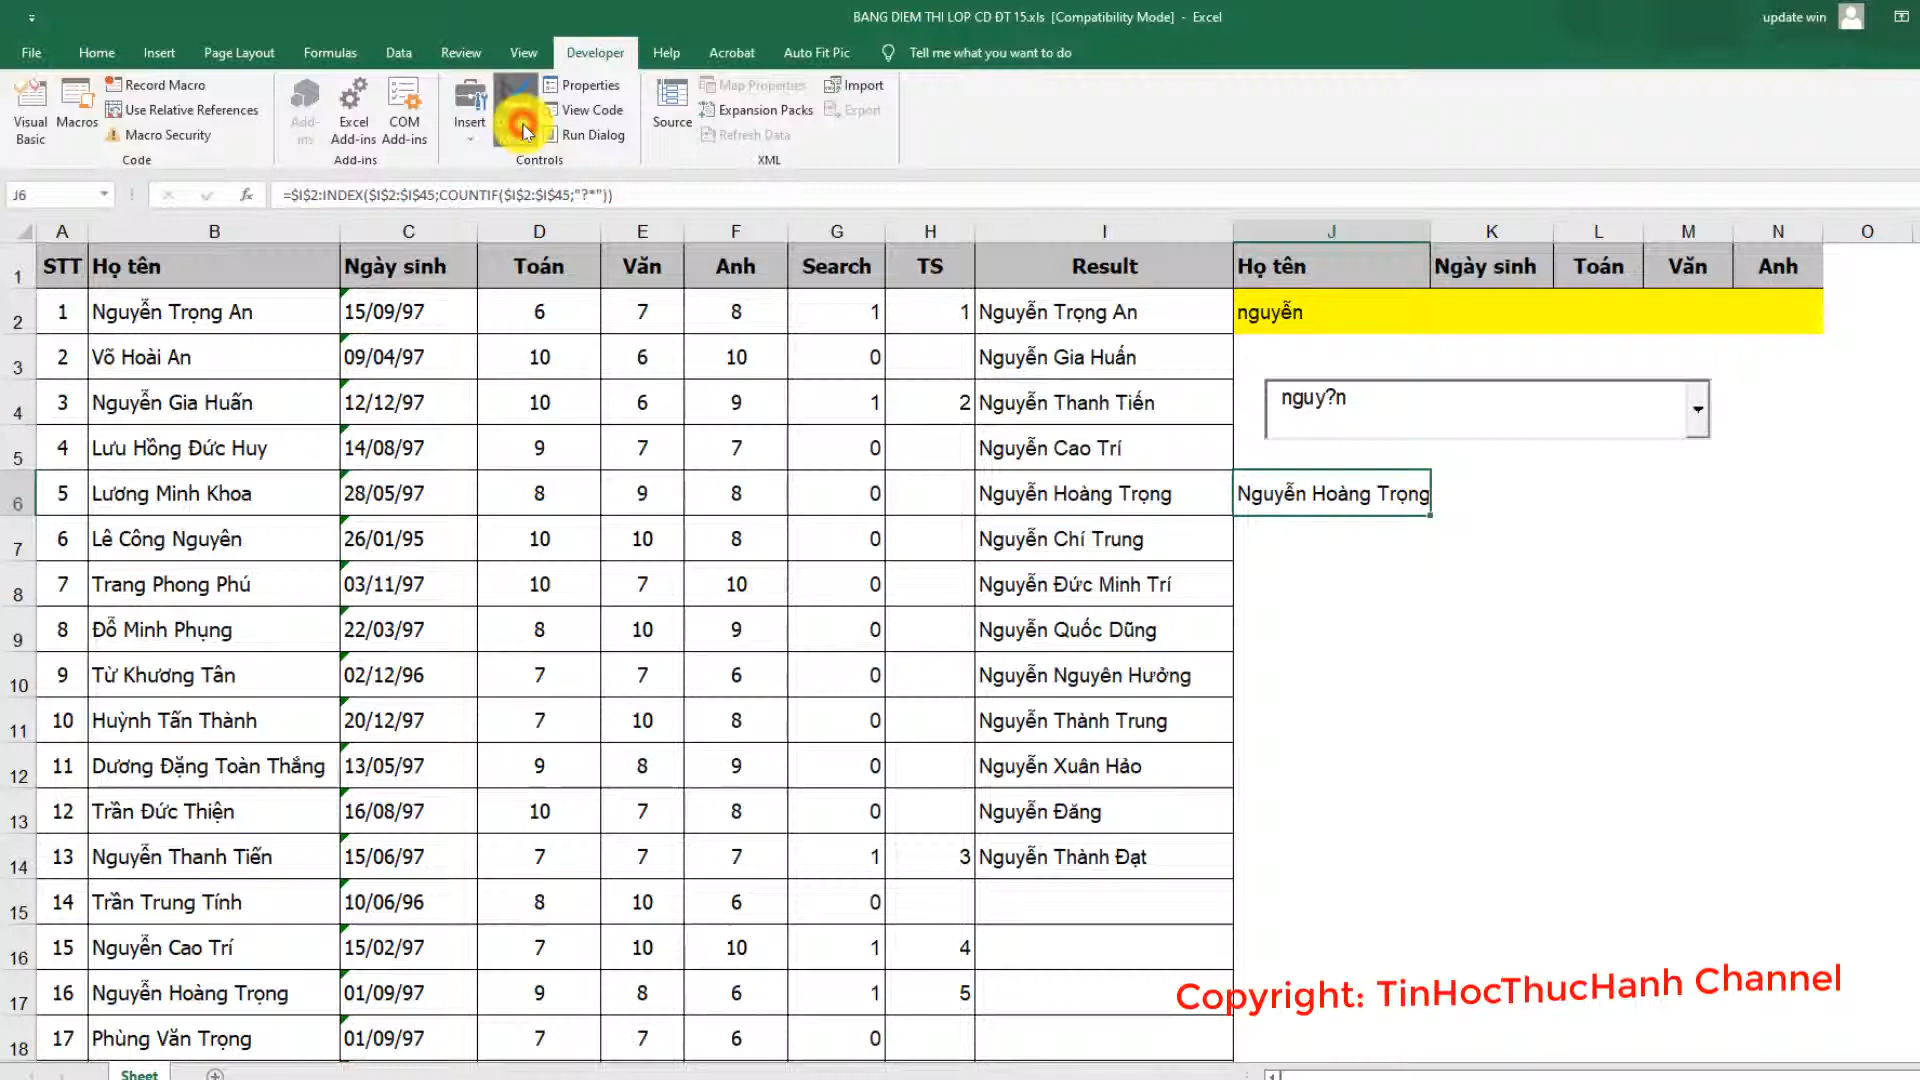 BANG DIEM THI LOP CD ĐT 15.xls [Compatibility Mode] - Excel
update win
File Home Insert Page Layout Formulas Data Review View Developer Help Acrobat Auto Fit Pic Tell me what you want to do
Visual Basic
Macros
Record Macro
Use Relative References
Macro Security
Code
Add-ins
Excel Add-ins
COM Add-ins
Add-ins
Insert
Properties
View Code
Run Dialog
Controls
Source
Map Properties
Expansion Packs
Refresh Data
Import
Export
XML
J6
fx
=$I$2:INDEX($I$2:$I$45;COUNTIF($I$2:$I$45;"?*"))
A B C D E F G H I J K L M N O
1 STT Họ tên Ngày sinh Toán Văn Anh Search TS Result Họ tên Ngày sinh Toán Văn Anh
2 1 Nguyễn Trọng An 15/09/97 6 7 8 1 1 Nguyễn Trọng An nguyễn
3 2 Võ Hoài An 09/04/97 10 6 10 0 Nguyễn Gia Huấn
4 3 Nguyễn Gia Huấn 12/12/97 10 6 9 1 2 Nguyễn Thanh Tiến nguy?n
5 4 Lưu Hồng Đức Huy 14/08/97 9 7 7 0 Nguyễn Cao Trí
6 5 Lương Minh Khoa 28/05/97 8 9 8 0 Nguyễn Hoàng Trọng Nguyễn Hoàng Trọng
7 6 Lê Công Nguyên 26/01/95 10 10 8 0 Nguyễn Chí Trung
8 7 Trang Phong Phú 03/11/97 10 7 10 0 Nguyễn Đức Minh Trí
9 8 Đỗ Minh Phụng 22/03/97 8 10 9 0 Nguyễn Quốc Dũng
10 9 Từ Khương Tân 02/12/96 7 7 6 0 Nguyễn Nguyên Hưởng
11 10 Huỳnh Tấn Thành 20/12/97 7 10 8 0 Nguyễn Thành Trung
12 11 Dương Đặng Toàn Thắng 13/05/97 9 8 9 0 Nguyễn Xuân Hảo
13 12 Trần Đức Thiện 16/08/97 10 7 8 0 Nguyễn Đăng
14 13 Nguyễn Thanh Tiến 15/06/97 7 7 7 1 3 Nguyễn Thành Đạt
15 14 Trần Trung Tính 10/06/96 8 10 6 0
16 15 Nguyễn Cao Trí 15/02/97 7 10 10 1 4
17 16 Nguyễn Hoàng Trọng 01/09/97 9 8 6 1 5
18 17 Phùng Văn Trọng 01/09/97 7 7 6 0
Copyright: TinHocThucHanh Channel
Sheet